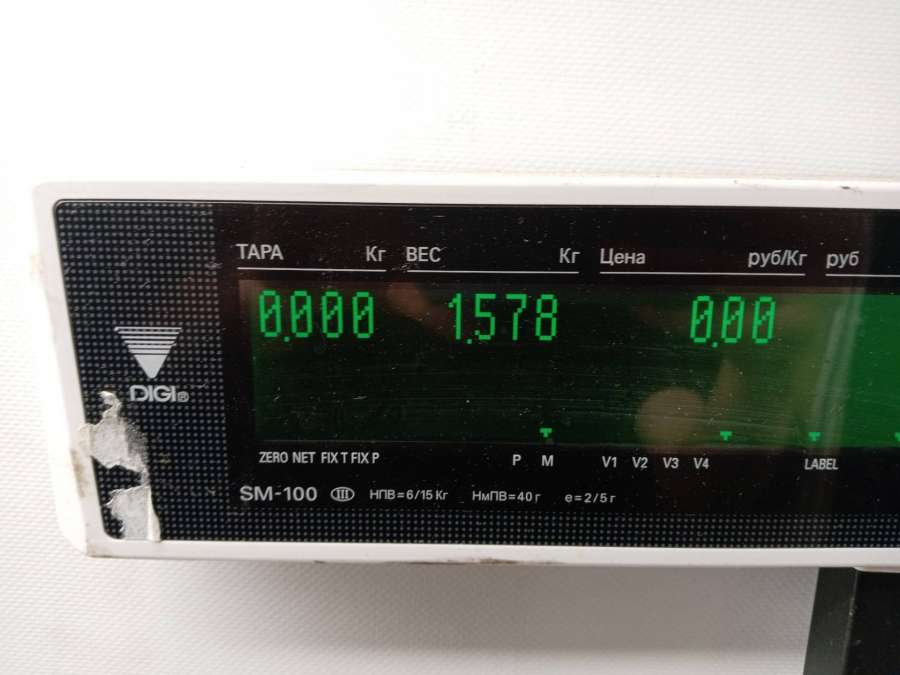 ТАРА Кг ВЕС Кг Цена руб/Кг руб
0.000 1.578 0.00
DIGI®
ZERO NET FIX T FIX P P M V1 V2 V3 V4 LABEL
SM-100 III НПВ=6/15 Кг НмПВ=40 г e=2/5 г